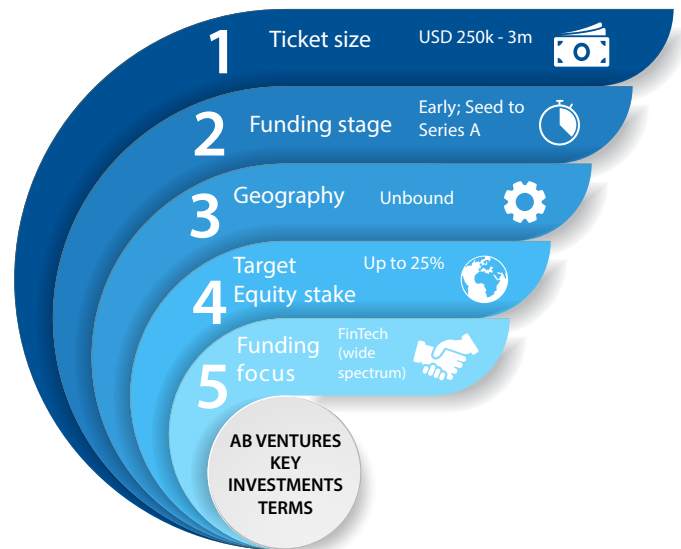 1 Ticket size USD 250k - 3m
2 Funding stage Early; Seed to
Series A
3 Geography Unbound
4 Target Up to 25%
Equity stake
5 Funding FinTech
focus (wide
spectrum)
AB VENTURES
KEY
INVESTMENTS
TERMS